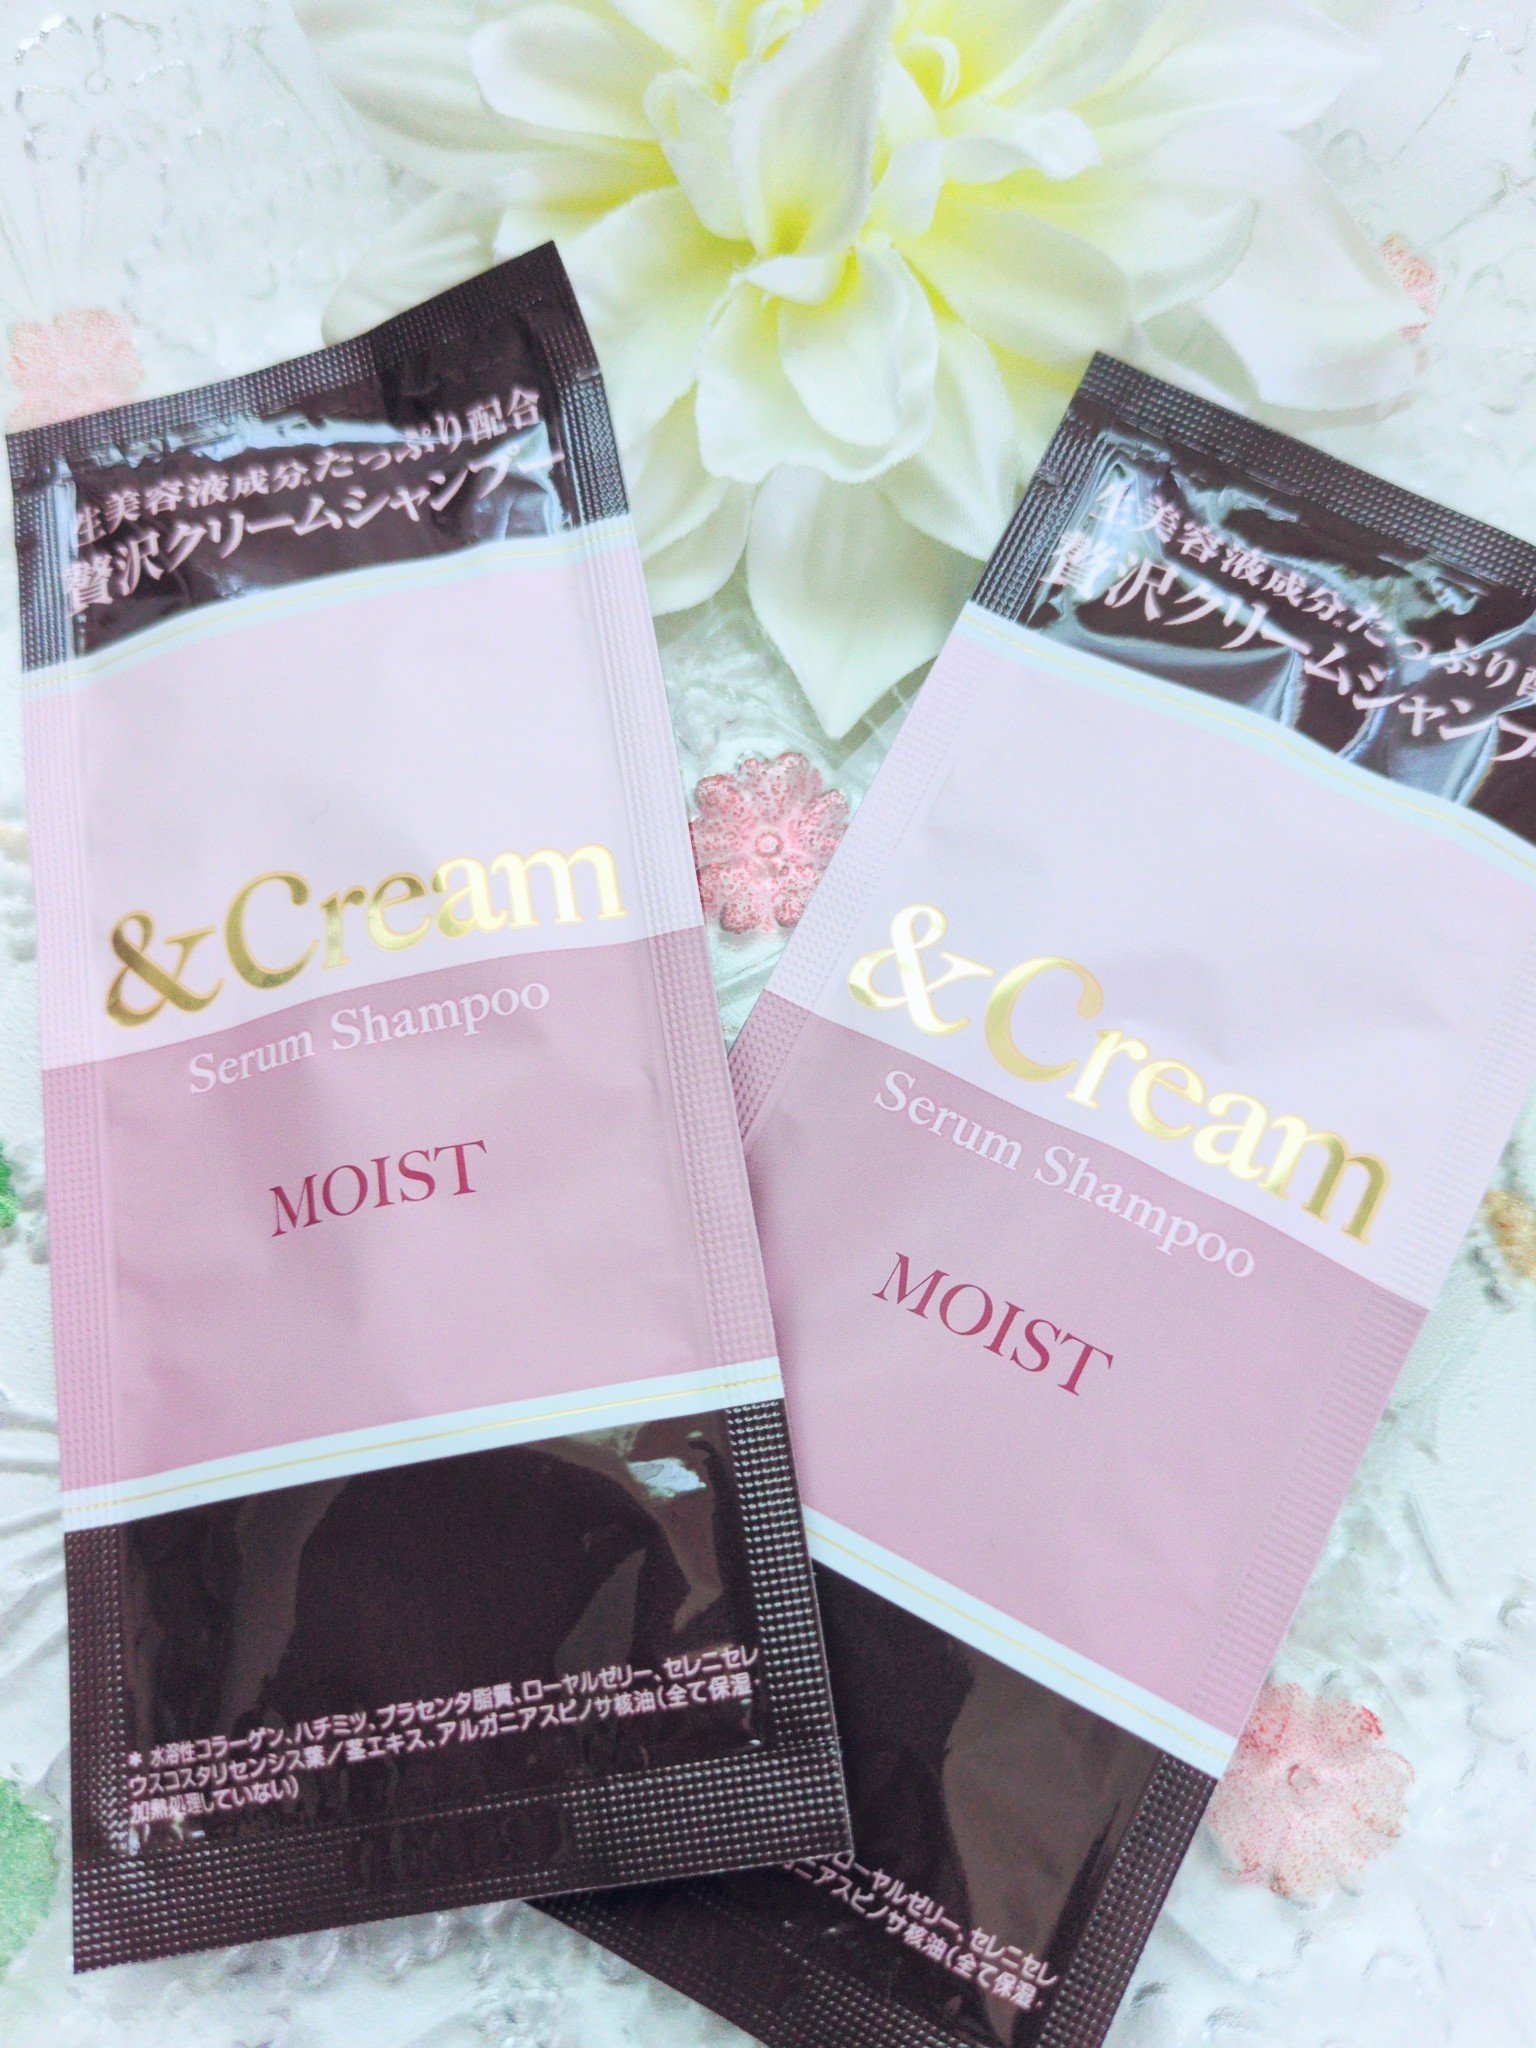 生美容液成分*たっぷり配合
贅沢クリームシャンプー
&Cream
Serum Shampoo
MOIST
* 水溶性コラーゲン、ハチミツ、プラセンタ脂質、ローヤルゼリー、セレニセレ
ウスコスタリセンシス葉/茎エキス、アルガニアスピノサ核油(全て保湿・
加熱処理していない)
生美容液成分*たっぷり配
贅沢クリームシャンプ
&Cream
Serum Shampoo
MOIST
ローヤルゼリー、セレニセレ
ニアスピノサ核油(全て保湿・